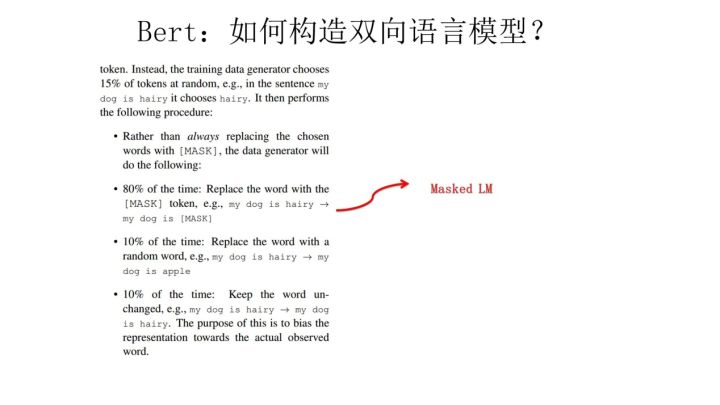 Bert：如何构造双向语言模型？
token. Instead, the training data generator chooses
15% of tokens at random, e.g., in the sentence my
dog is hairy it chooses hairy. It then performs
the following procedure:
• Rather than always replacing the chosen
words with [MASK], the data generator will
do the following:
• 80% of the time: Replace the word with the
[MASK] token, e.g., my dog is hairy →
my dog is [MASK]
• 10% of the time: Replace the word with a
random word, e.g., my dog is hairy → my
dog is apple
• 10% of the time: Keep the word un-
changed, e.g., my dog is hairy → my dog
is hairy. The purpose of this is to bias the
representation towards the actual observed
word.
Masked LM